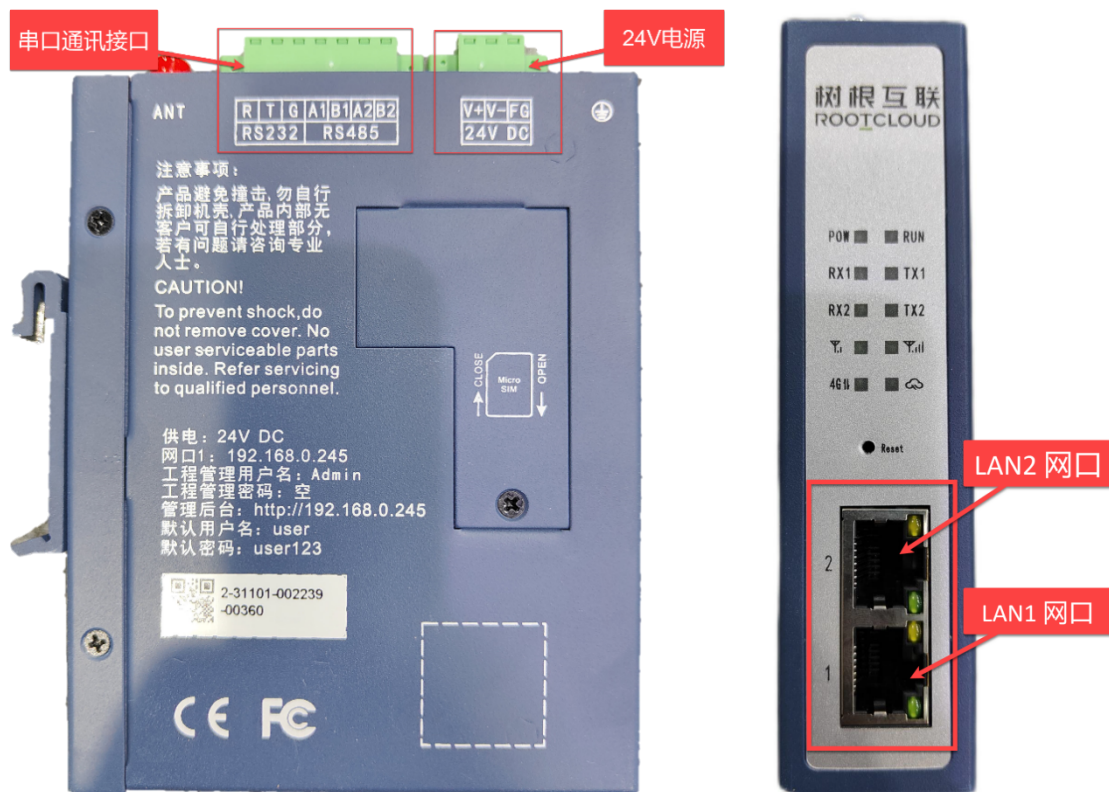 串口通讯接口
24V电源
ANT
R T G A1 B1 A2 B2
RS232 RS485
V+ V- FG
24V DC
注意事项：
产品避免撞击，勿自行
拆卸机壳，产品内部无
客户可自行处理部分，
若有问题请咨询专业
人士。
CAUTION!
To prevent shock,do
not remove cover. No
user serviceable parts
inside. Refer servicing
to qualified personnel.
CLOSE
Micro
SIM
OPEN
供电：24V DC
网口1：192.168.0.245
工程管理用户名：Admin
工程管理密码：空
管理后台：http://192.168.0.245
默认用户名：user
默认密码：user123
2-31101-002239
-00360
CE FC
树根互联
ROOTCLOUD
POW RUN
RX1 TX1
RX2 TX2
4G
Reset
LAN2 网口
2
LAN1 网口
1